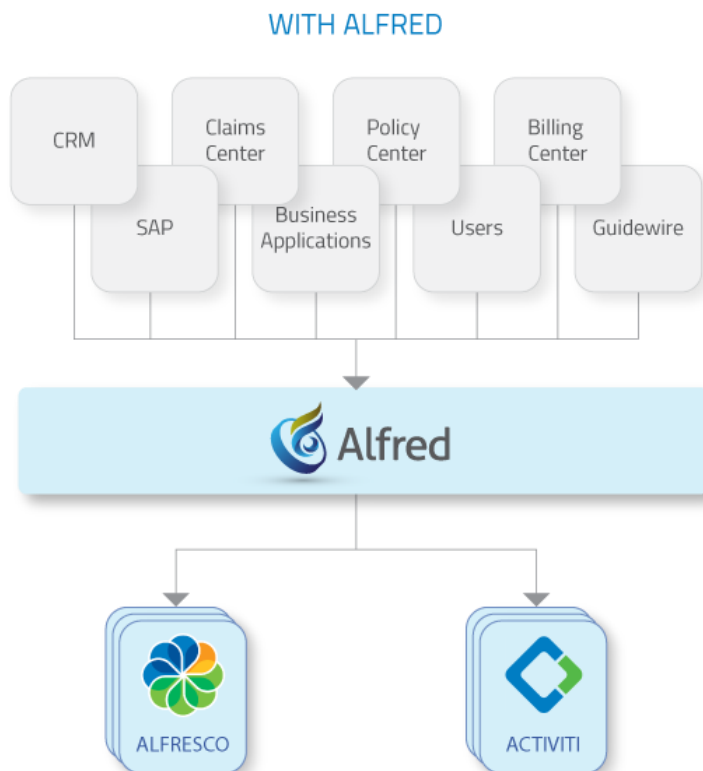 WITH ALFRED
CRM
Claims
Center
Policy
Center
Billing
Center
SAP
Business
Applications
Users
Guidewire
Alfred
ALFRESCO
ACTIVITI